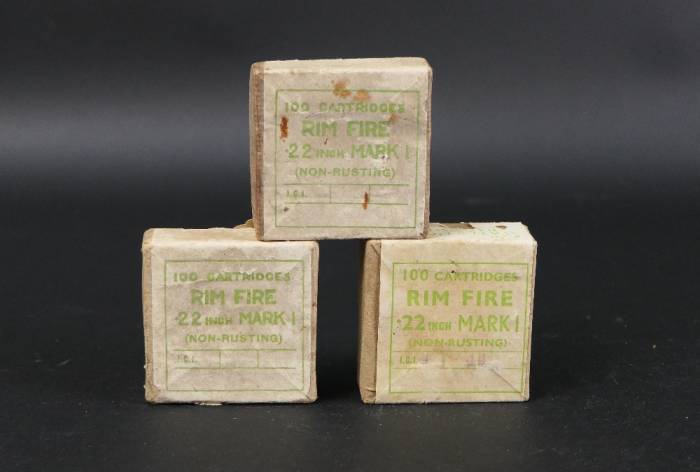 100 CARTRIDGES
RIM FIRE
.22 INCH MARK I
(NON-RUSTING)
I.C.I.
100 CARTRIDGES
RIM FIRE
.22 INCH MARK I
(NON-RUSTING)
I.C.I.
100 CARTRIDGES
RIM FIRE
.22 INCH MARK I
(NON-RUSTING)
I.C.I.